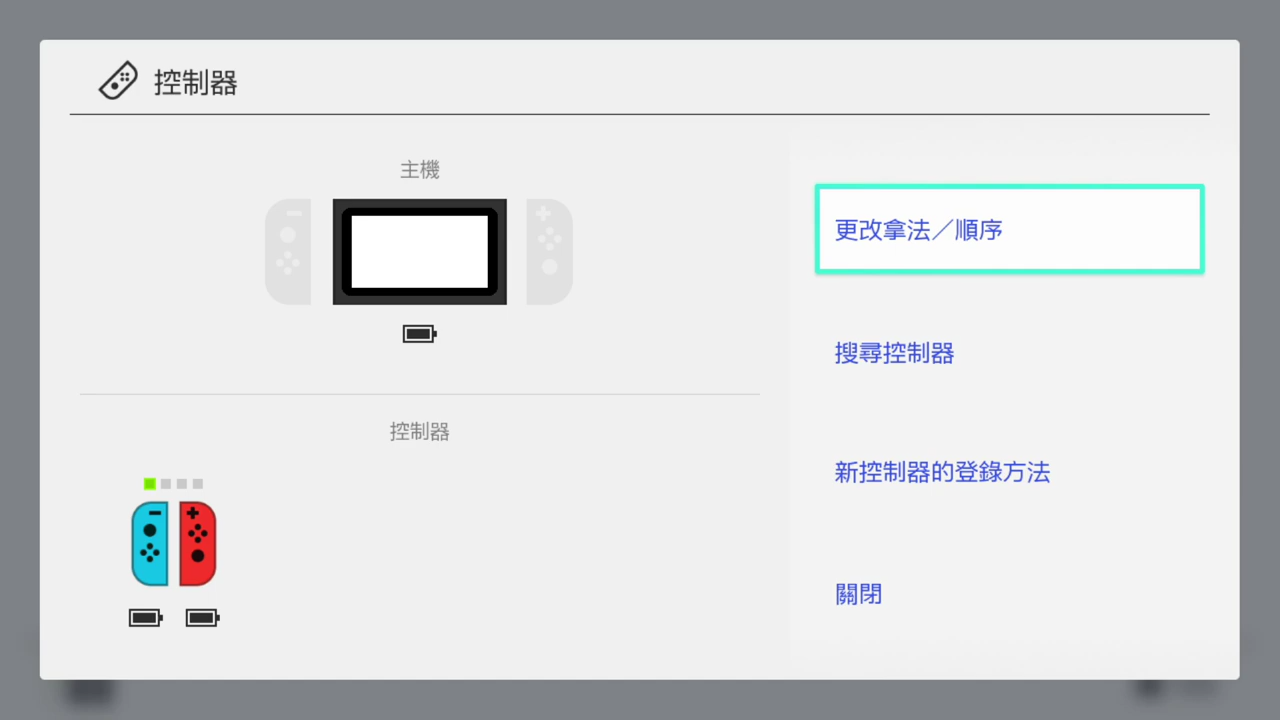 控制器
主機
控制器
更改拿法／順序
搜尋控制器
新控制器的登錄方法
關閉